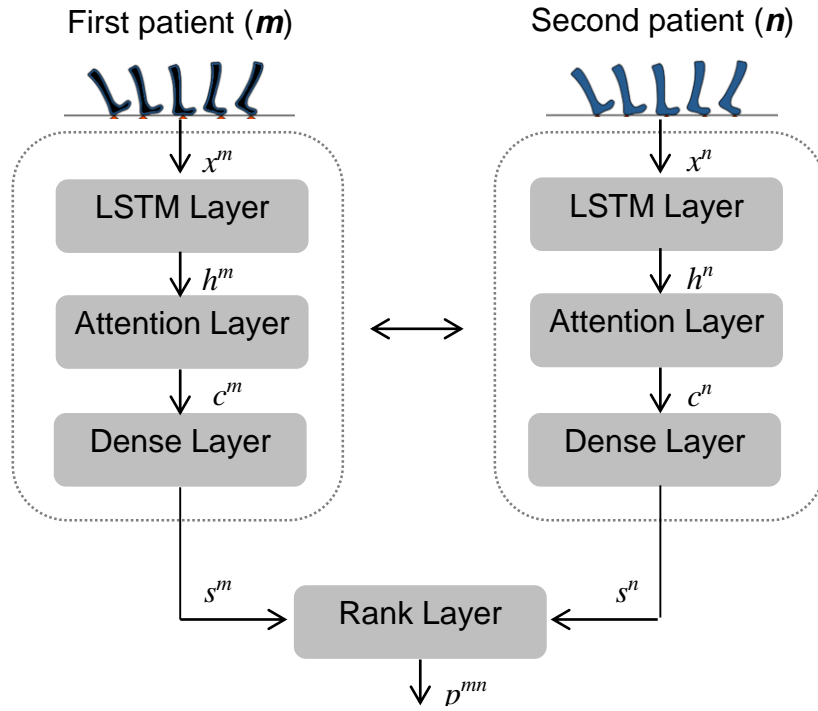 First patient (m)
Second patient (n)
x^m
x^n
LSTM Layer
LSTM Layer
h^m
h^n
Attention Layer
Attention Layer
c^m
c^n
Dense Layer
Dense Layer
s^m
s^n
Rank Layer
p^mn